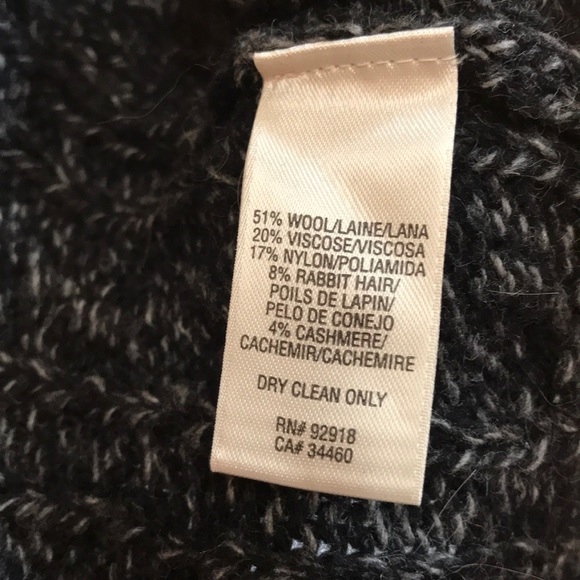 51% WOOL/LAINE/LANA
20% VISCOSE/VISCOSA
17% NYLON/POLIAMIDA
8% RABBIT HAIR/
POILS DE LAPIN/
PELO DE CONEJO
4% CASHMERE/
CACHEMIR/CACHEMIRE
DRY CLEAN ONLY
RN# 92918
CA# 34460